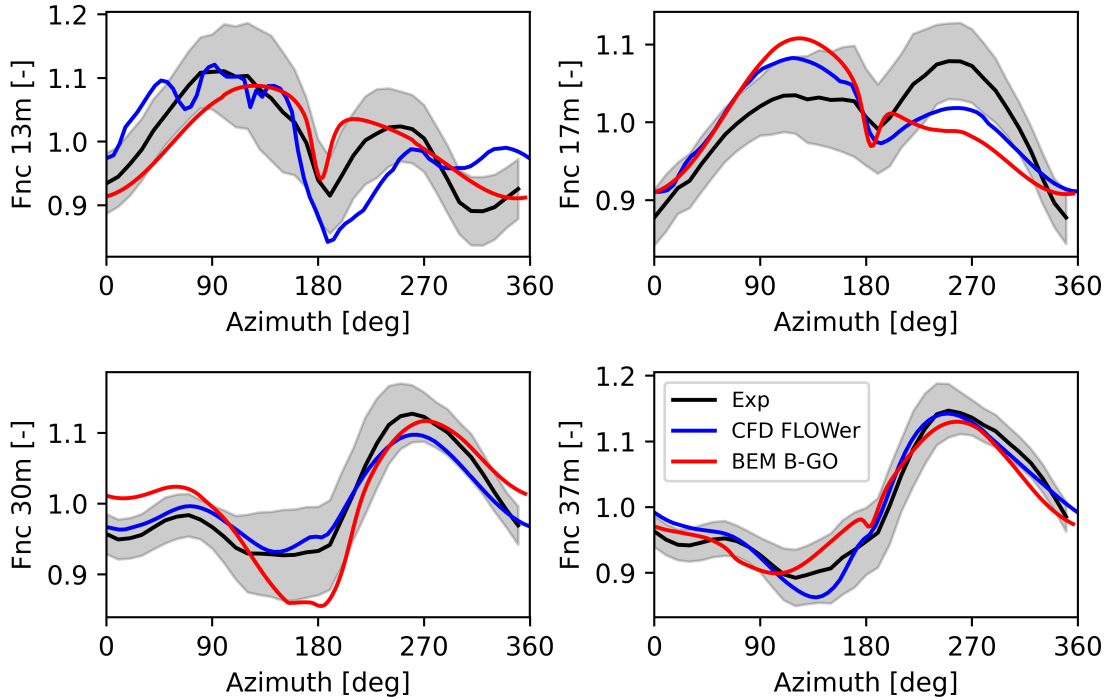 1.2
1.1
1.0
0.9
Fnc 13m [-]
0 90 180 270 360
Azimuth [deg]
1.1
1.0
0.9
Fnc 17m [-]
0 90 180 270 360
Azimuth [deg]
1.1
1.0
0.9
Fnc 30m [-]
0 90 180 270 360
Azimuth [deg]
1.2
1.1
1.0
0.9
Fnc 37m [-]
Exp
CFD FLOWer
BEM B-GO
0 90 180 270 360
Azimuth [deg]